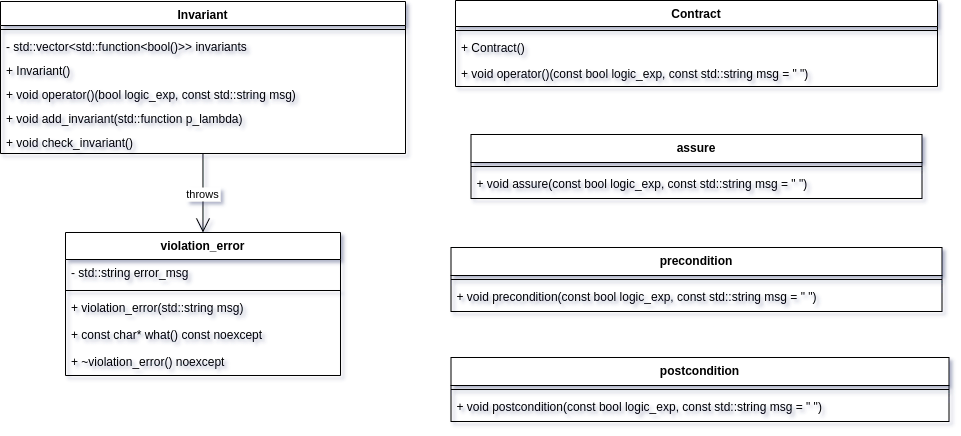 Invariant
- std::vector<std::function<bool()>> invariants
+ Invariant()
+ void operator()(bool logic_exp, const std::string msg)
+ void add_invariant(std::function p_lambda)
+ void check_invariant()
throws
violation_error
- std::string error_msg
+ violation_error(std::string msg)
+ const char* what() const noexcept
+ ~violation_error() noexcept
Contract
+ Contract()
+ void operator()(const bool logic_exp, const std::string msg = " ")
assure
+ void assure(const bool logic_exp, const std::string msg = " ")
precondition
+ void precondition(const bool logic_exp, const std::string msg = " ")
postcondition
+ void postcondition(const bool logic_exp, const std::string msg = " ")